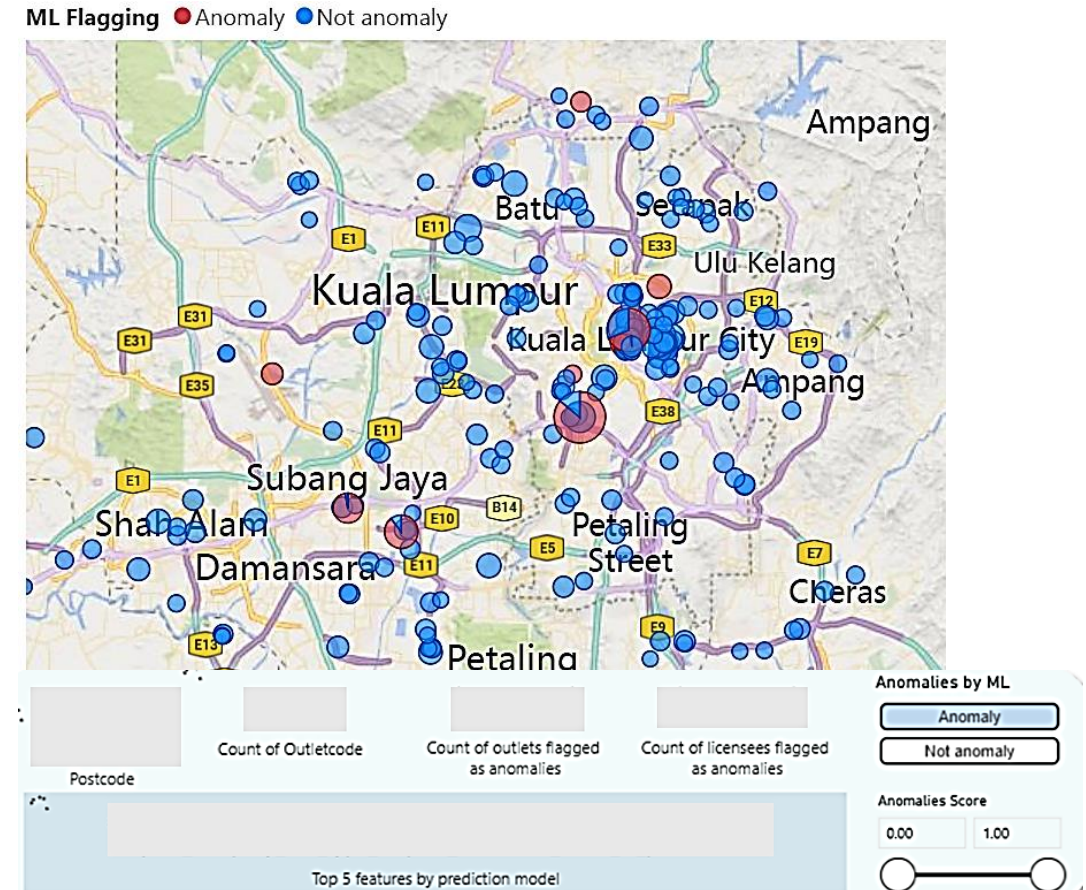 ML Flagging Anomaly Not anomaly
Ampang
Batu
Setapak
E11
E1
E33
Ulu Kelang
Kuala Lumpur
E12
E31
E31
Kuala Lumpur City
E19
E35
E23
Ampang
E38
E11
E1
Subang Jaya
B14
E10
Shah Alam
Petaling
Street
E5
E7
Damansara
E11
Cheras
E9
E13
Petaling
Anomalies by ML
Anomaly
Not anomaly
Count of Outletcode
Count of outlets flagged
as anomalies
Count of licensees flagged
as anomalies
Postcode
Anomalies Score
0.00 1.00
Top 5 features by prediction model